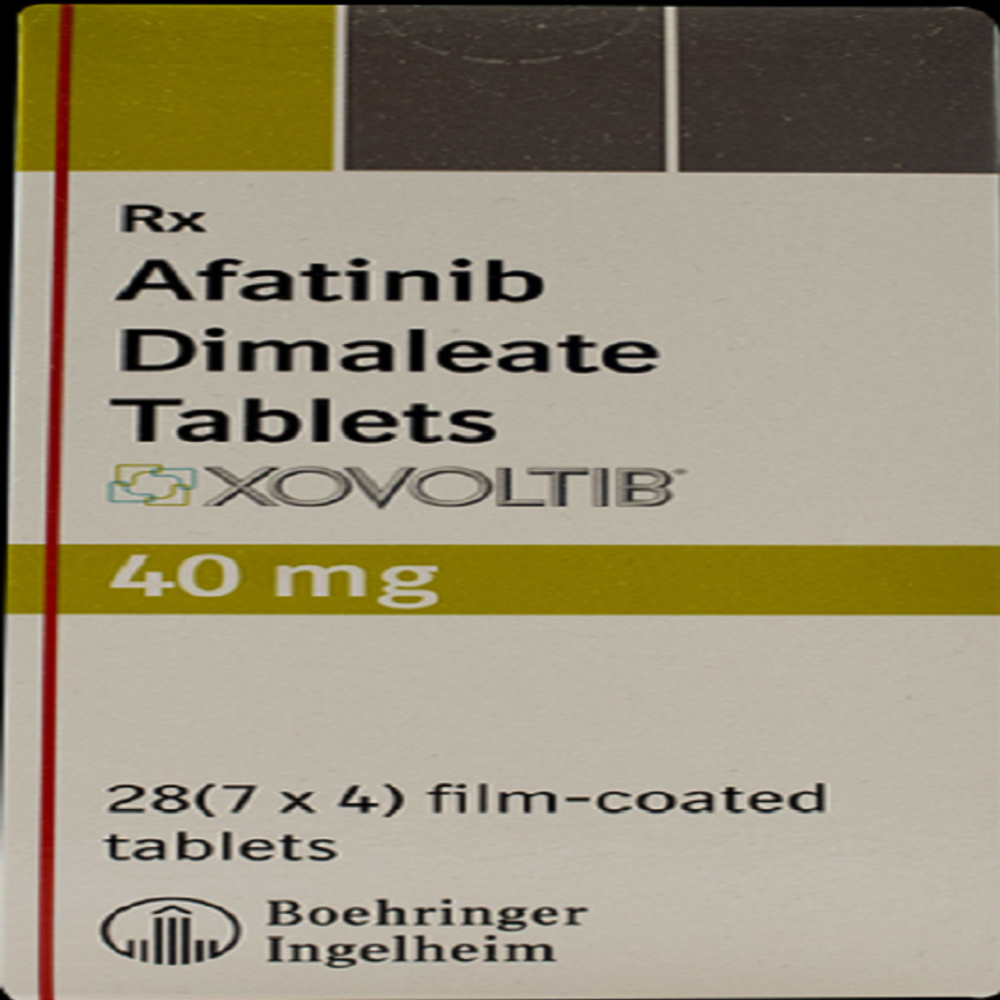 Rx
Afatinib
Dimaleate
Tablets
XOVOLTIB®
40 mg
28(7 x 4) film-coated
tablets
Boehringer
Ingelheim